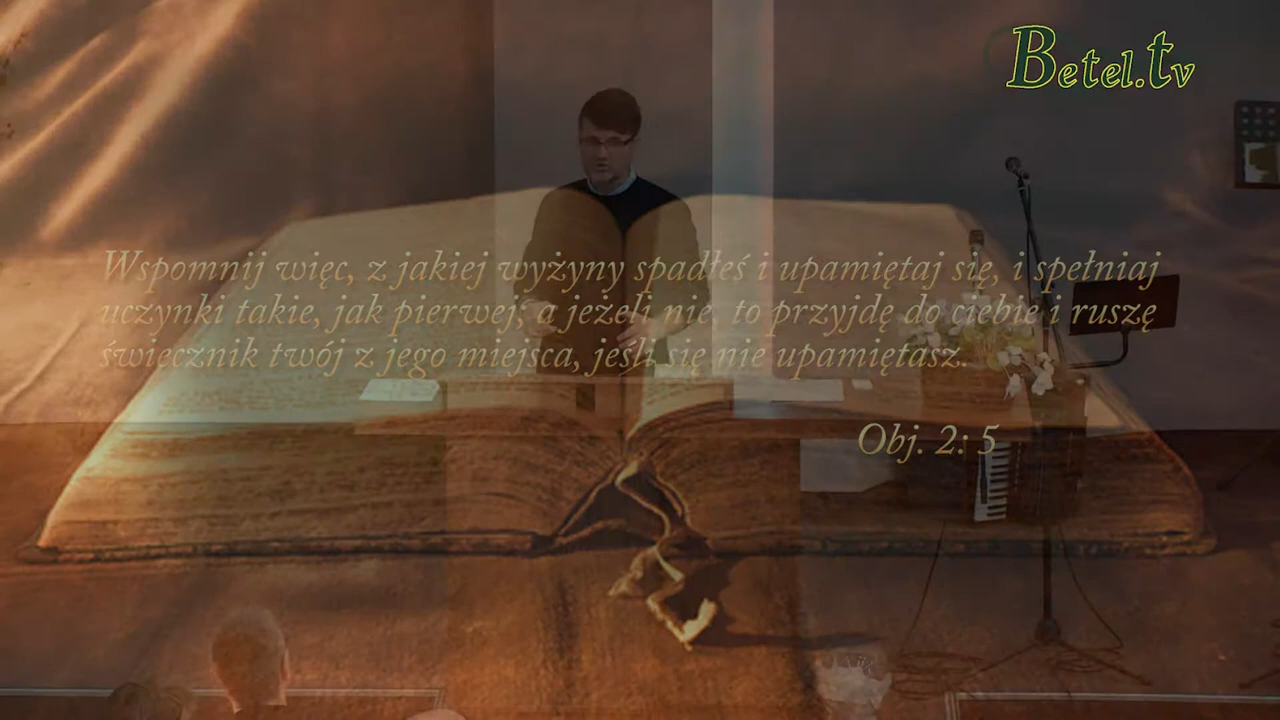 Betel.tv
Wspomnij więc, z jakiej wyżyny spadłeś i upamiętaj się, i spełniaj
uczynki takie, jak pierwej; a jeżeli nie, to przyjdę do ciebie i ruszę
świecznik twój z jego miejsca, jeśli się nie upamiętasz.
Obj. 2: 5